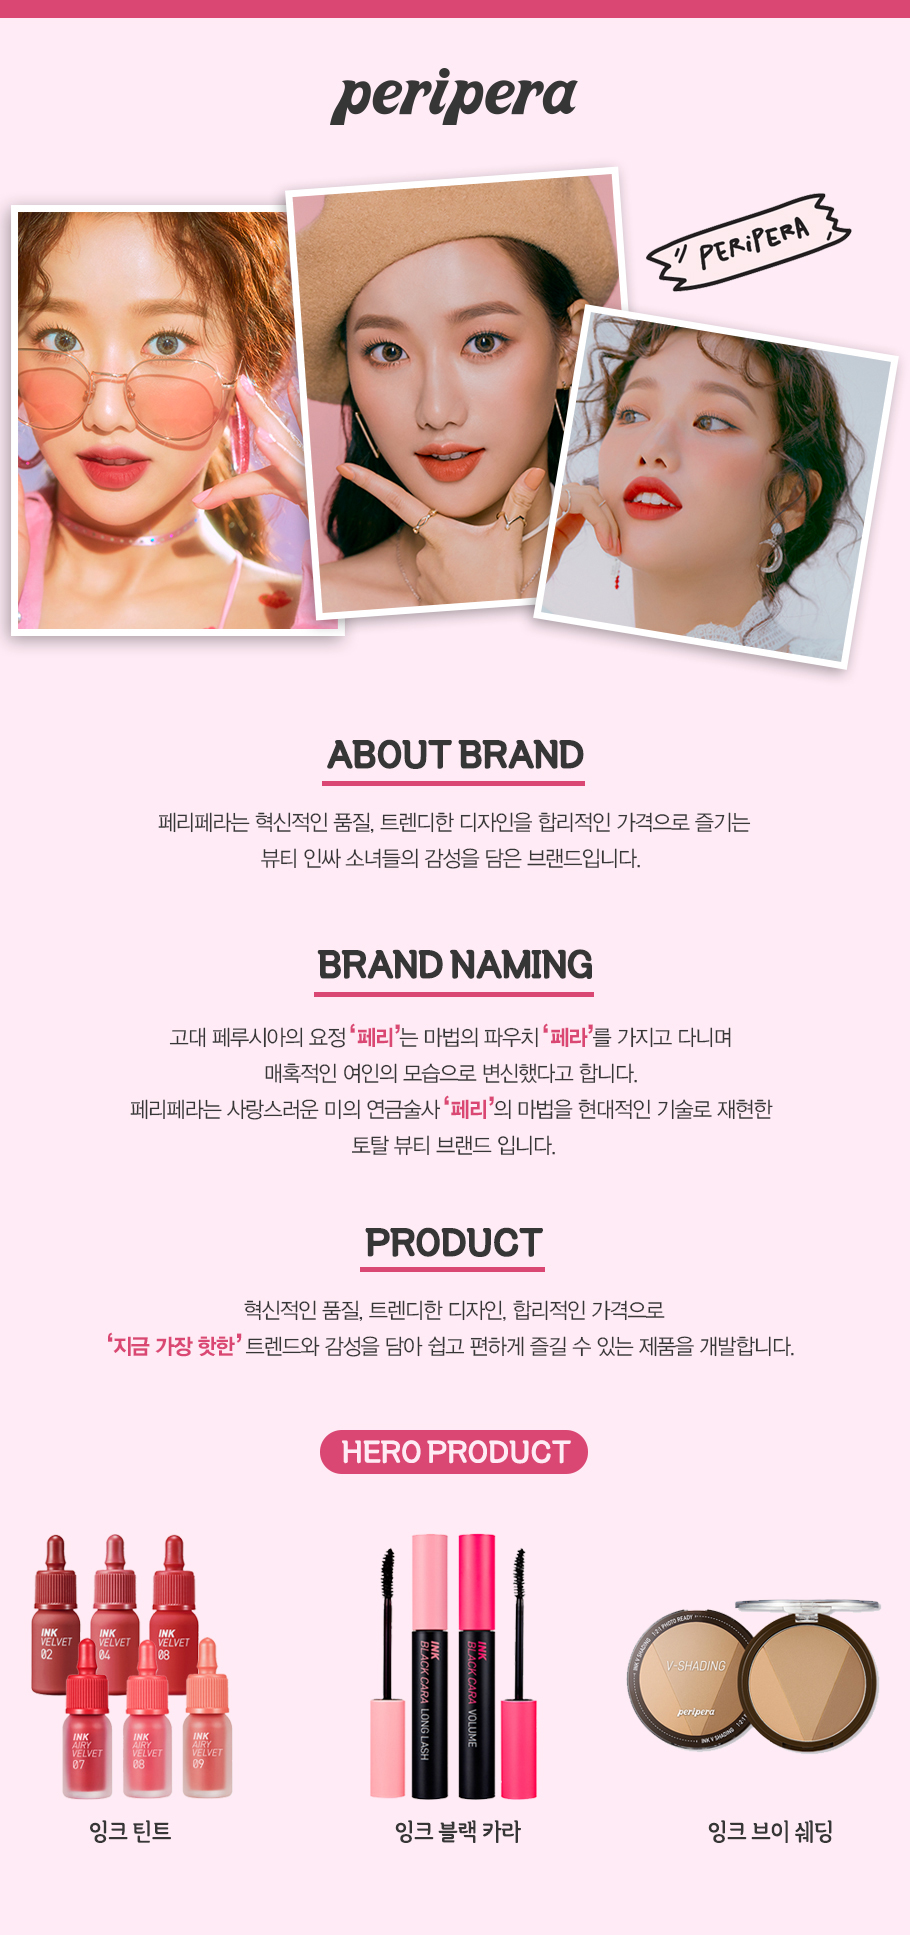 peripera
PERiPERA
ABOUT BRAND
페리페라는 혁신적인 품질, 트렌디한 디자인을 합리적인 가격으로 즐기는
뷰티 인싸 소녀들의 감성을 담은 브랜드입니다.
BRAND NAMING
고대 페루시아의 요정 ‘페리’는 마법의 파우치 ‘페라’를 가지고 다니며
매혹적인 여인의 모습으로 변신했다고 합니다.
페리페라는 사랑스러운 미의 연금술사 ‘페리’의 마법을 현대적인 기술로 재현한
토탈 뷰티 브랜드 입니다.
PRODUCT
혁신적인 품질, 트렌디한 디자인, 합리적인 가격으로
‘지금 가장 핫한’ 트렌드와 감성을 담아 쉽고 편하게 즐길 수 있는 제품을 개발합니다.
HERO PRODUCT
INK
VELVET
02
INK
VELVET
04
INK
VELVET
08
INK
AIRY
VELVET
07
INK
AIRY
VELVET
08
INK
AIRY
VELVET
09
INK
BLACK CARA LONG LASH
INK
BLACK CARA VOLUME
INK V SHADING 1·2·1 PHOTO READY
V-SHADING
peripera
INK V SHADING 1·2·1
잉크 틴트
잉크 블랙 카라
잉크 브이 쉐딩